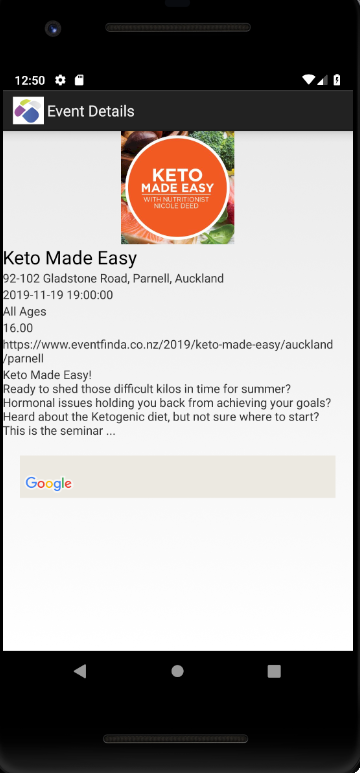 12:50
Event Details
KETO
MADE EASY
WITH NUTRITIONIST
NICOLE DEED
Keto Made Easy
92-102 Gladstone Road, Parnell, Auckland
2019-11-19 19:00:00
All Ages
16.00
https://www.eventfinda.co.nz/2019/keto-made-easy/auckland
/parnell
Keto Made Easy!
Ready to shed those difficult kilos in time for summer?
Hormonal issues holding you back from achieving your goals?
Heard about the Ketogenic diet, but not sure where to start?
This is the seminar ...
Google